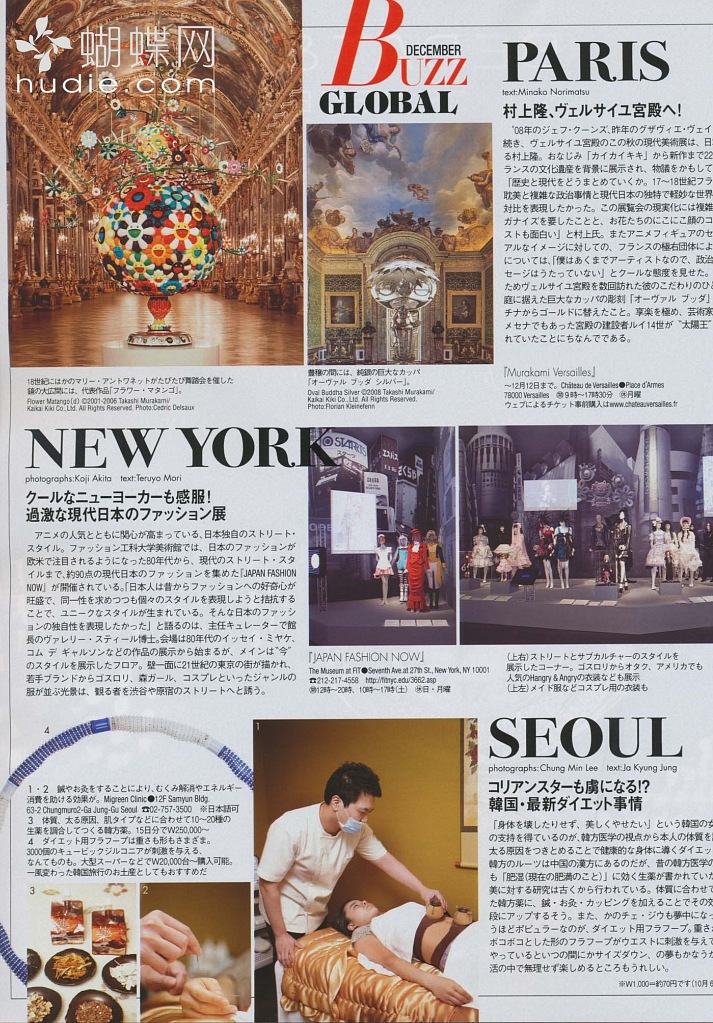 蝴蝶网
hudie.com
DECEMBER
BUZZ
GLOBAL
PARIS
text:Minako Norimatsu
村上隆、ヴェルサイユ宮殿へ!
'08年のジェフ・クーンズ、昨年のグザヴィエ・ヴェイ
続き、ヴェルサイユ宮殿のこの秋の現代美術展は、日
る村上隆。おなじみ「カイカイキキ」から新作まで22
ランスの文化遺産を背景に展示され、物議をかもして
「歴史と現代をどうまとめていくか。17〜18世紀フラ
耽美と複雑な政治事情と現代日本の独特で軽妙な世界
対比を表現したかった。この展覧会の現実化には複雑
ガナイズを要したことと、お花たちのにこにこ顔のコ
ストも面白い」と村上氏。またアニメフィギュアのセ
アルなイメージに対しての、フランスの極右団体によ
については、「僕はあくまでアーティストなので、政治
セージはうたっていない」とクールな態度を見せた。
ためヴェルサイユ宮殿を数回訪れた彼のこだわりのひ
庭に据えた巨大なカッパの彫刻「オーヴァル ブッダ」
チナからゴールドに替えたこと。享楽を極め、芸術家
メセナでもあった宮殿の建設者ルイ14世が"太陽王"
れていたことにちなんでである。
『Murakami Versailles』
〜12月12日まで。Château de Versailles●Place d'Armes
78000 Versailles ㊺9時〜17時30分 ㊡月曜
ウェブによるチケット事前購入はwww.chateauversailles.fr
18世紀にはかのマリー・アントワネットがたびたび舞踏会を催した
鏡の大広間には、代表作品「フラワー・マタンゴ」。
Flower Matango(d) ©2001-2006 Takashi Murakami/
Kaikai Kiki Co.,Ltd. All Rights Reserved. Photo:Cedric Delsaux
豊穣の間には、純銀の巨大なカッパ
「オーヴァル ブッダ シルバー」。
Oval Buddha Silver ©2008 Takashi Murakami/
Kaikai Kiki Co.,Ltd. All Rights Reserved.
Photo:Florian Kleinefenn
NEW YORK
photographs:Koji Akita text:Teruyo Mori
クールなニューヨーカーも感服!
過激な現代日本のファッション展
アニメの人気とともに関心が高まっている、日本独自のストリート・
スタイル。ファッション工科大学美術館では、日本のファッションが
欧米で注目されるようになった80年代から、現代のストリート・スタ
イルまで、約90点の現代日本のファッションを集めた『JAPAN FASHION
NOW』が開催されている。「日本人は昔からファッションへの好奇心が
旺盛で、同一性を求めつつも個々のスタイルを表現しようと拮抗する
ことで、ユニークなスタイルが生まれている。そんな日本のファッショ
ンの独自性を表現したかった」と語るのは、主任キュレーターで館
長のヴァレリー・スティール博士。会場は80年代のイッセイ・ミヤケ、
コム デ ギャルソンなどの作品の展示から始まるが、メインは"今"
のスタイルを展示したフロア。壁一面に21世紀の東京の街が描かれ、
若手ブランドからゴスロリ、森ガール、コスプレといったジャンルの
服が並ぶ光景は、観る者を渋谷や原宿のストリートへと誘う。
STARTS
スターツ
エスパス
『JAPAN FASHION NOW』
The Museum at FIT●Seventh Ave.at 27th St., New York, NY 10001
☎212-217-4558 http://fitnyc.edu/3662.asp
㊺12時〜20時、10時〜17時(土) ㊡日・月曜
(上右)ストリートとサブカルチャーのスタイルを
展示したコーナー。ゴスロリからオタク、アメリカでも
人気のHangry & Angryの衣装なども展示
(上左)メイド服などコスプレ用の衣装も
SEOUL
photographs:Chung Min Lee text:Ja Kyung Jung
コリアンスターも虜になる!?
韓国・最新ダイエット事情
「身体を壊したりせず、美しくやせたい」という韓国の女
の支持を得ているのが、韓方医学の視点から本人の体質を
太る原因をつきとめることで健康的な身体に導くダイエッ
韓方のルーツは中国の漢方にあるのだが、昔の韓方医学の
も「肥湿(現在の肥満のこと)」に効く生薬が書かれていた
美に対する研究は古くから行われている。体質に合わせて
た韓方薬に、鍼・お灸・カッピングを加えることでその効
段にアップするそう。また、かのチェ・ジウも夢中になっ
うほどポピュラーなのが、ダイエット用フラフープ。重さ
ボコボコとした形のフラフープがウエストに刺激を与えて
やっているといつの間にかサイズダウン、の夢もかなうか
活の中で無理せず楽しめるところもうれしい。
※W1,000=約70円です(10月6
4
1・2 鍼やお灸をすることにより、むくみ解消やエネルギー
消費を助ける効果が。Migreen Clinic●12F Samyun Bldg.
63-2 Chungmuro2-Ga Jung-Gu Seoul ☎02-757-3500 ※日本語可
3 体質、太る原因、肌タイプなどに合わせて10〜20種の
生薬を調合してつくる韓方薬。15日分でW250,000〜
4 ダイエット用フラフープは重さも形もさまざま。
3000個のキュービックジルコニアが刺激を与える、
なんてものも。大型スーパーなどでW20,000台〜購入可能。
一風変わった韓国旅行のお土産としてもおすすめだ
1
3
2